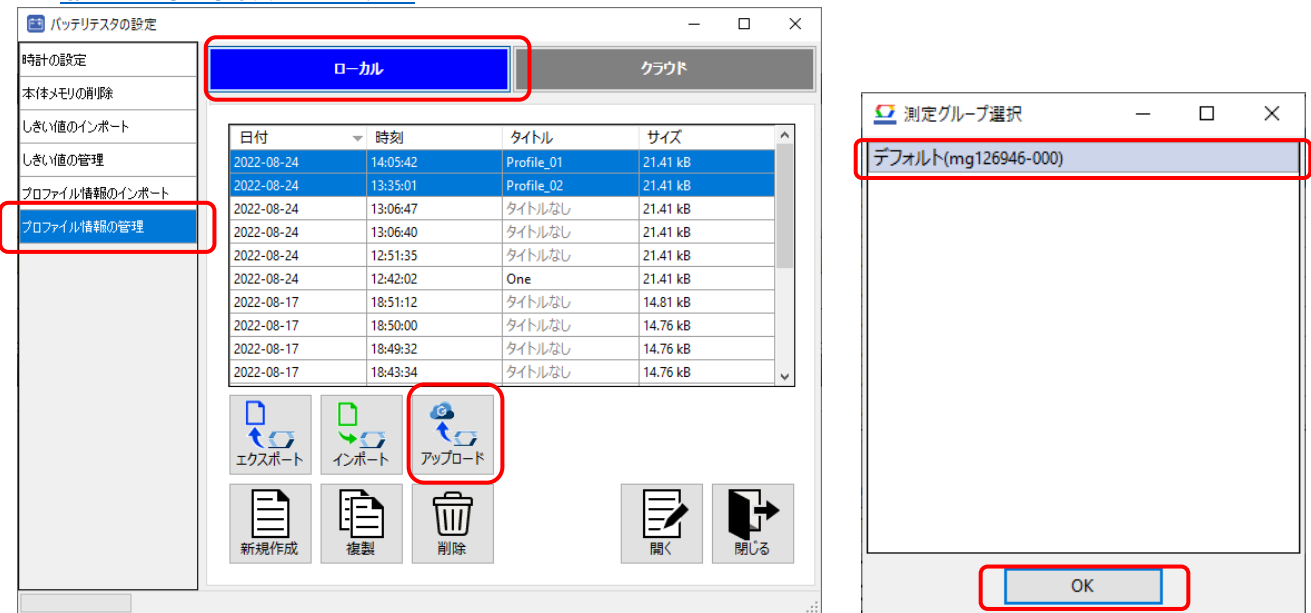 バッテリテスタの設定
時計の設定
本体メモリの削除
しきい値のインポート
しきい値の管理
プロファイル情報のインポート
プロファイル情報の管理
ローカル クラウド
日付 時刻 タイトル サイズ
2022-08-24 14:05:42 Profile_01 21.41 kB
2022-08-24 13:35:01 Profile_02 21.41 kB
2022-08-24 13:06:47 タイトルなし 21.41 kB
2022-08-24 13:06:40 タイトルなし 21.41 kB
2022-08-24 12:51:35 タイトルなし 21.41 kB
2022-08-24 12:42:02 One 21.41 kB
2022-08-17 18:51:12 タイトルなし 14.81 kB
2022-08-17 18:50:00 タイトルなし 14.76 kB
2022-08-17 18:49:32 タイトルなし 14.76 kB
2022-08-17 18:43:34 タイトルなし 14.76 kB
エクスポート インポート アップロード
新規作成 複製 削除 開く 閉じる
測定グループ選択
デフォルト(mg126946-000)
OK